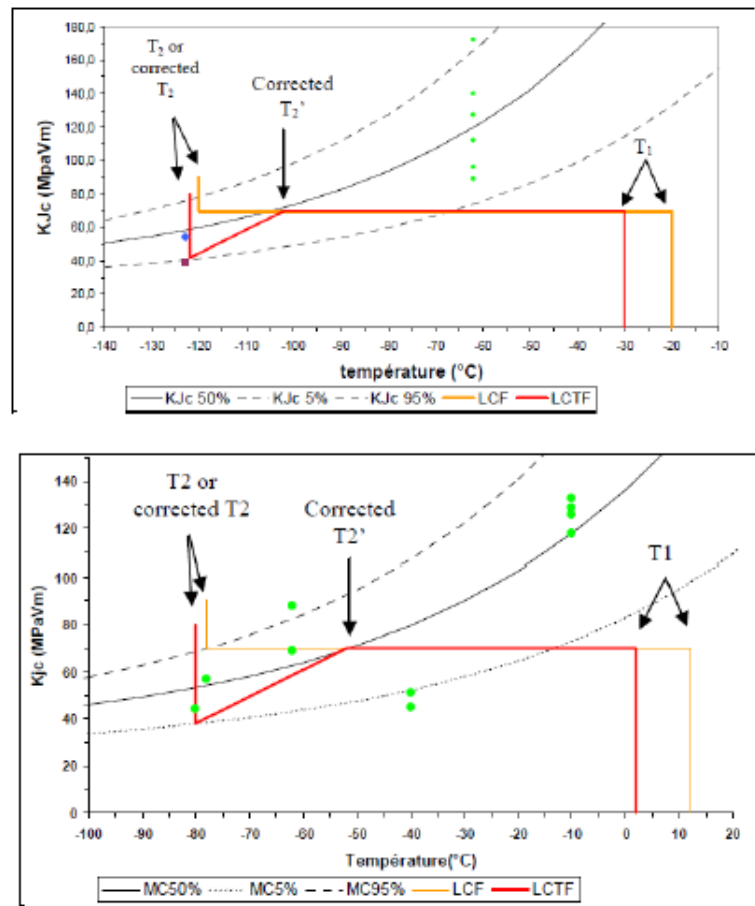 180,0
160,0
140,0
120,0
100,0
80,0
60,0
40,0
20,0
0,0
KJc (MpaVm)
T₂ or
corrected
T₂
Corrected
T₂’
T₁
-140 -130 -120 -110 -100 -90 -80 -70 -60 -50 -40 -30 -20 -10
température (°C)
KJc 50% KJc 5% KJc 95% LCF LCTF
140
120
100
80
60
40
20
0
Kjc (MPaVm)
T2 or
corrected T2
Corrected
T2’
T1
-100 -90 -80 -70 -60 -50 -40 -30 -20 -10 0 10 20
Température(°C)
MC50% MC5% MC95% LCF LCTF